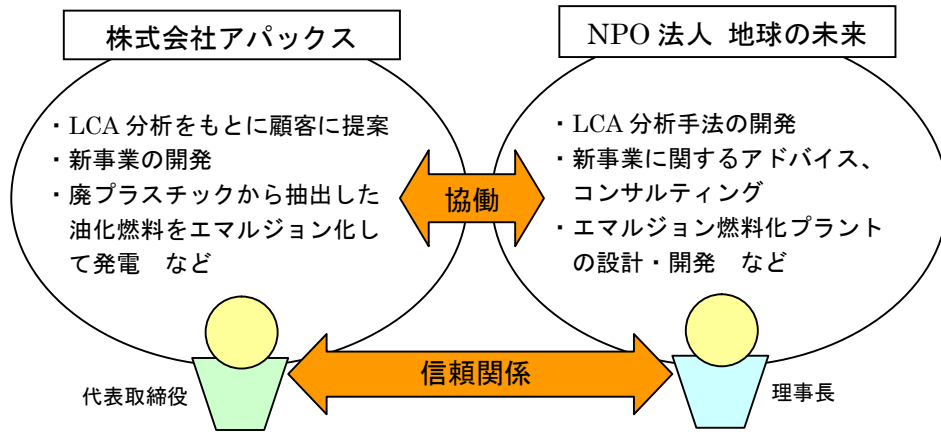 株式会社アパックス
・LCA 分析をもとに顧客に提案
・新事業の開発
・廃プラスチックから抽出した
油化燃料をエマルジョン化し
て発電　など
代表取締役
協働
信頼関係
NPO 法人 地球の未来
・LCA 分析手法の開発
・新事業に関するアドバイス、
コンサルティング
・エマルジョン燃料化プラント
の設計・開発　など
理事長